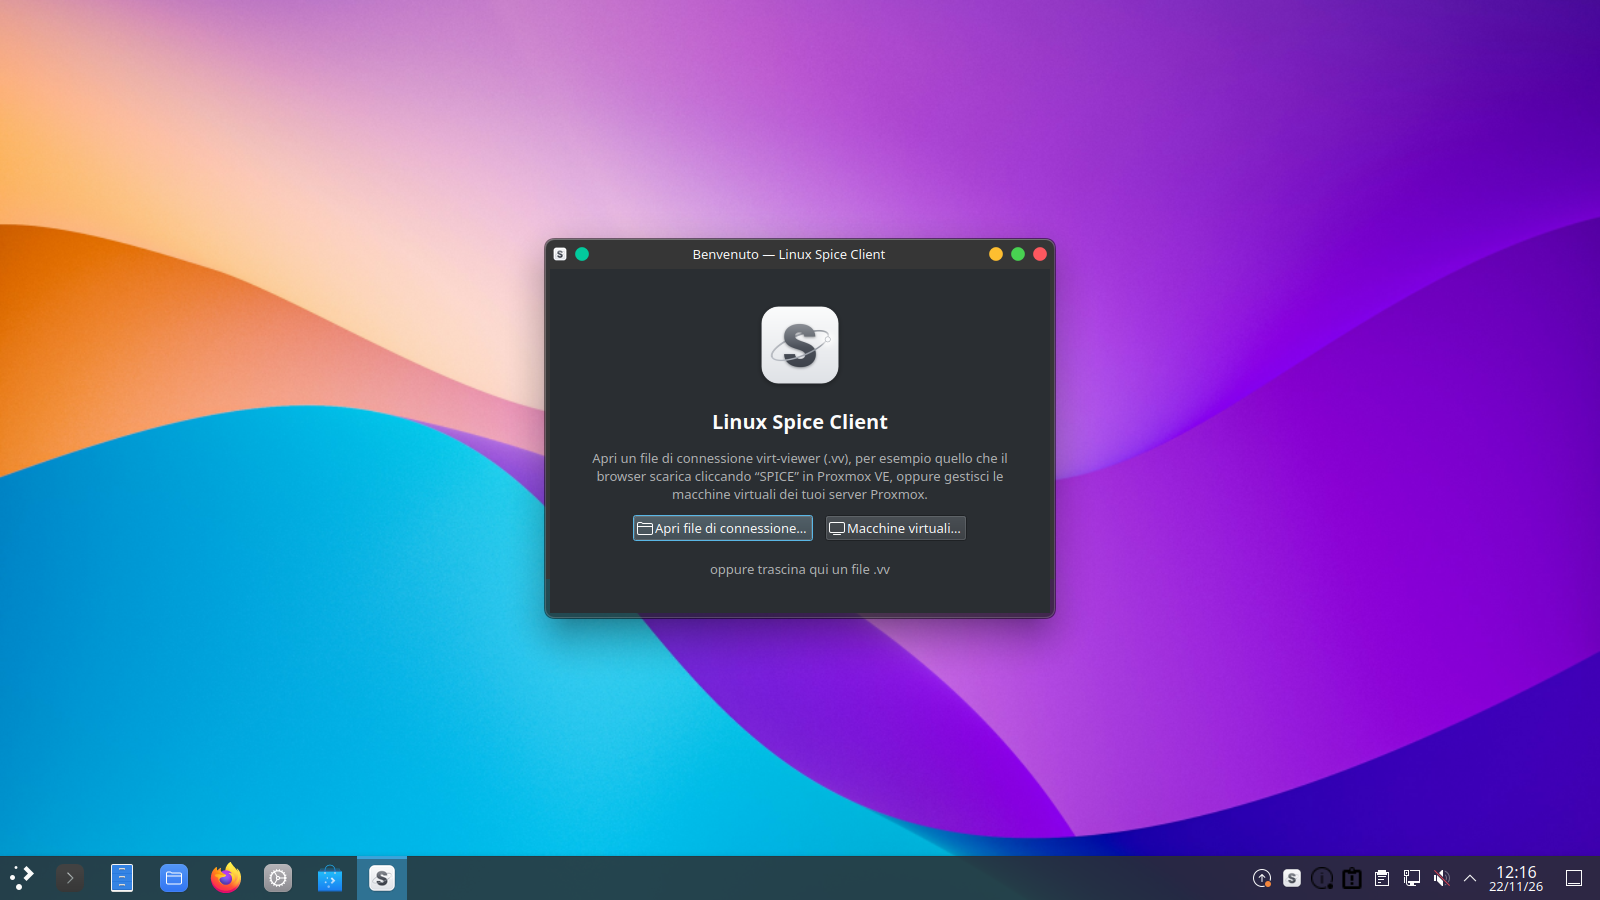 Benvenuto — Linux Spice Client
S
Linux Spice Client
Apri un file di connessione virt-viewer (.vv), per esempio quello che il
browser scarica cliccando “SPICE” in Proxmox VE, oppure gestisci le
macchine virtuali dei tuoi server Proxmox.
Apri file di connessione...
Macchine virtuali...
oppure trascina qui un file .vv
12:16
22/11/26